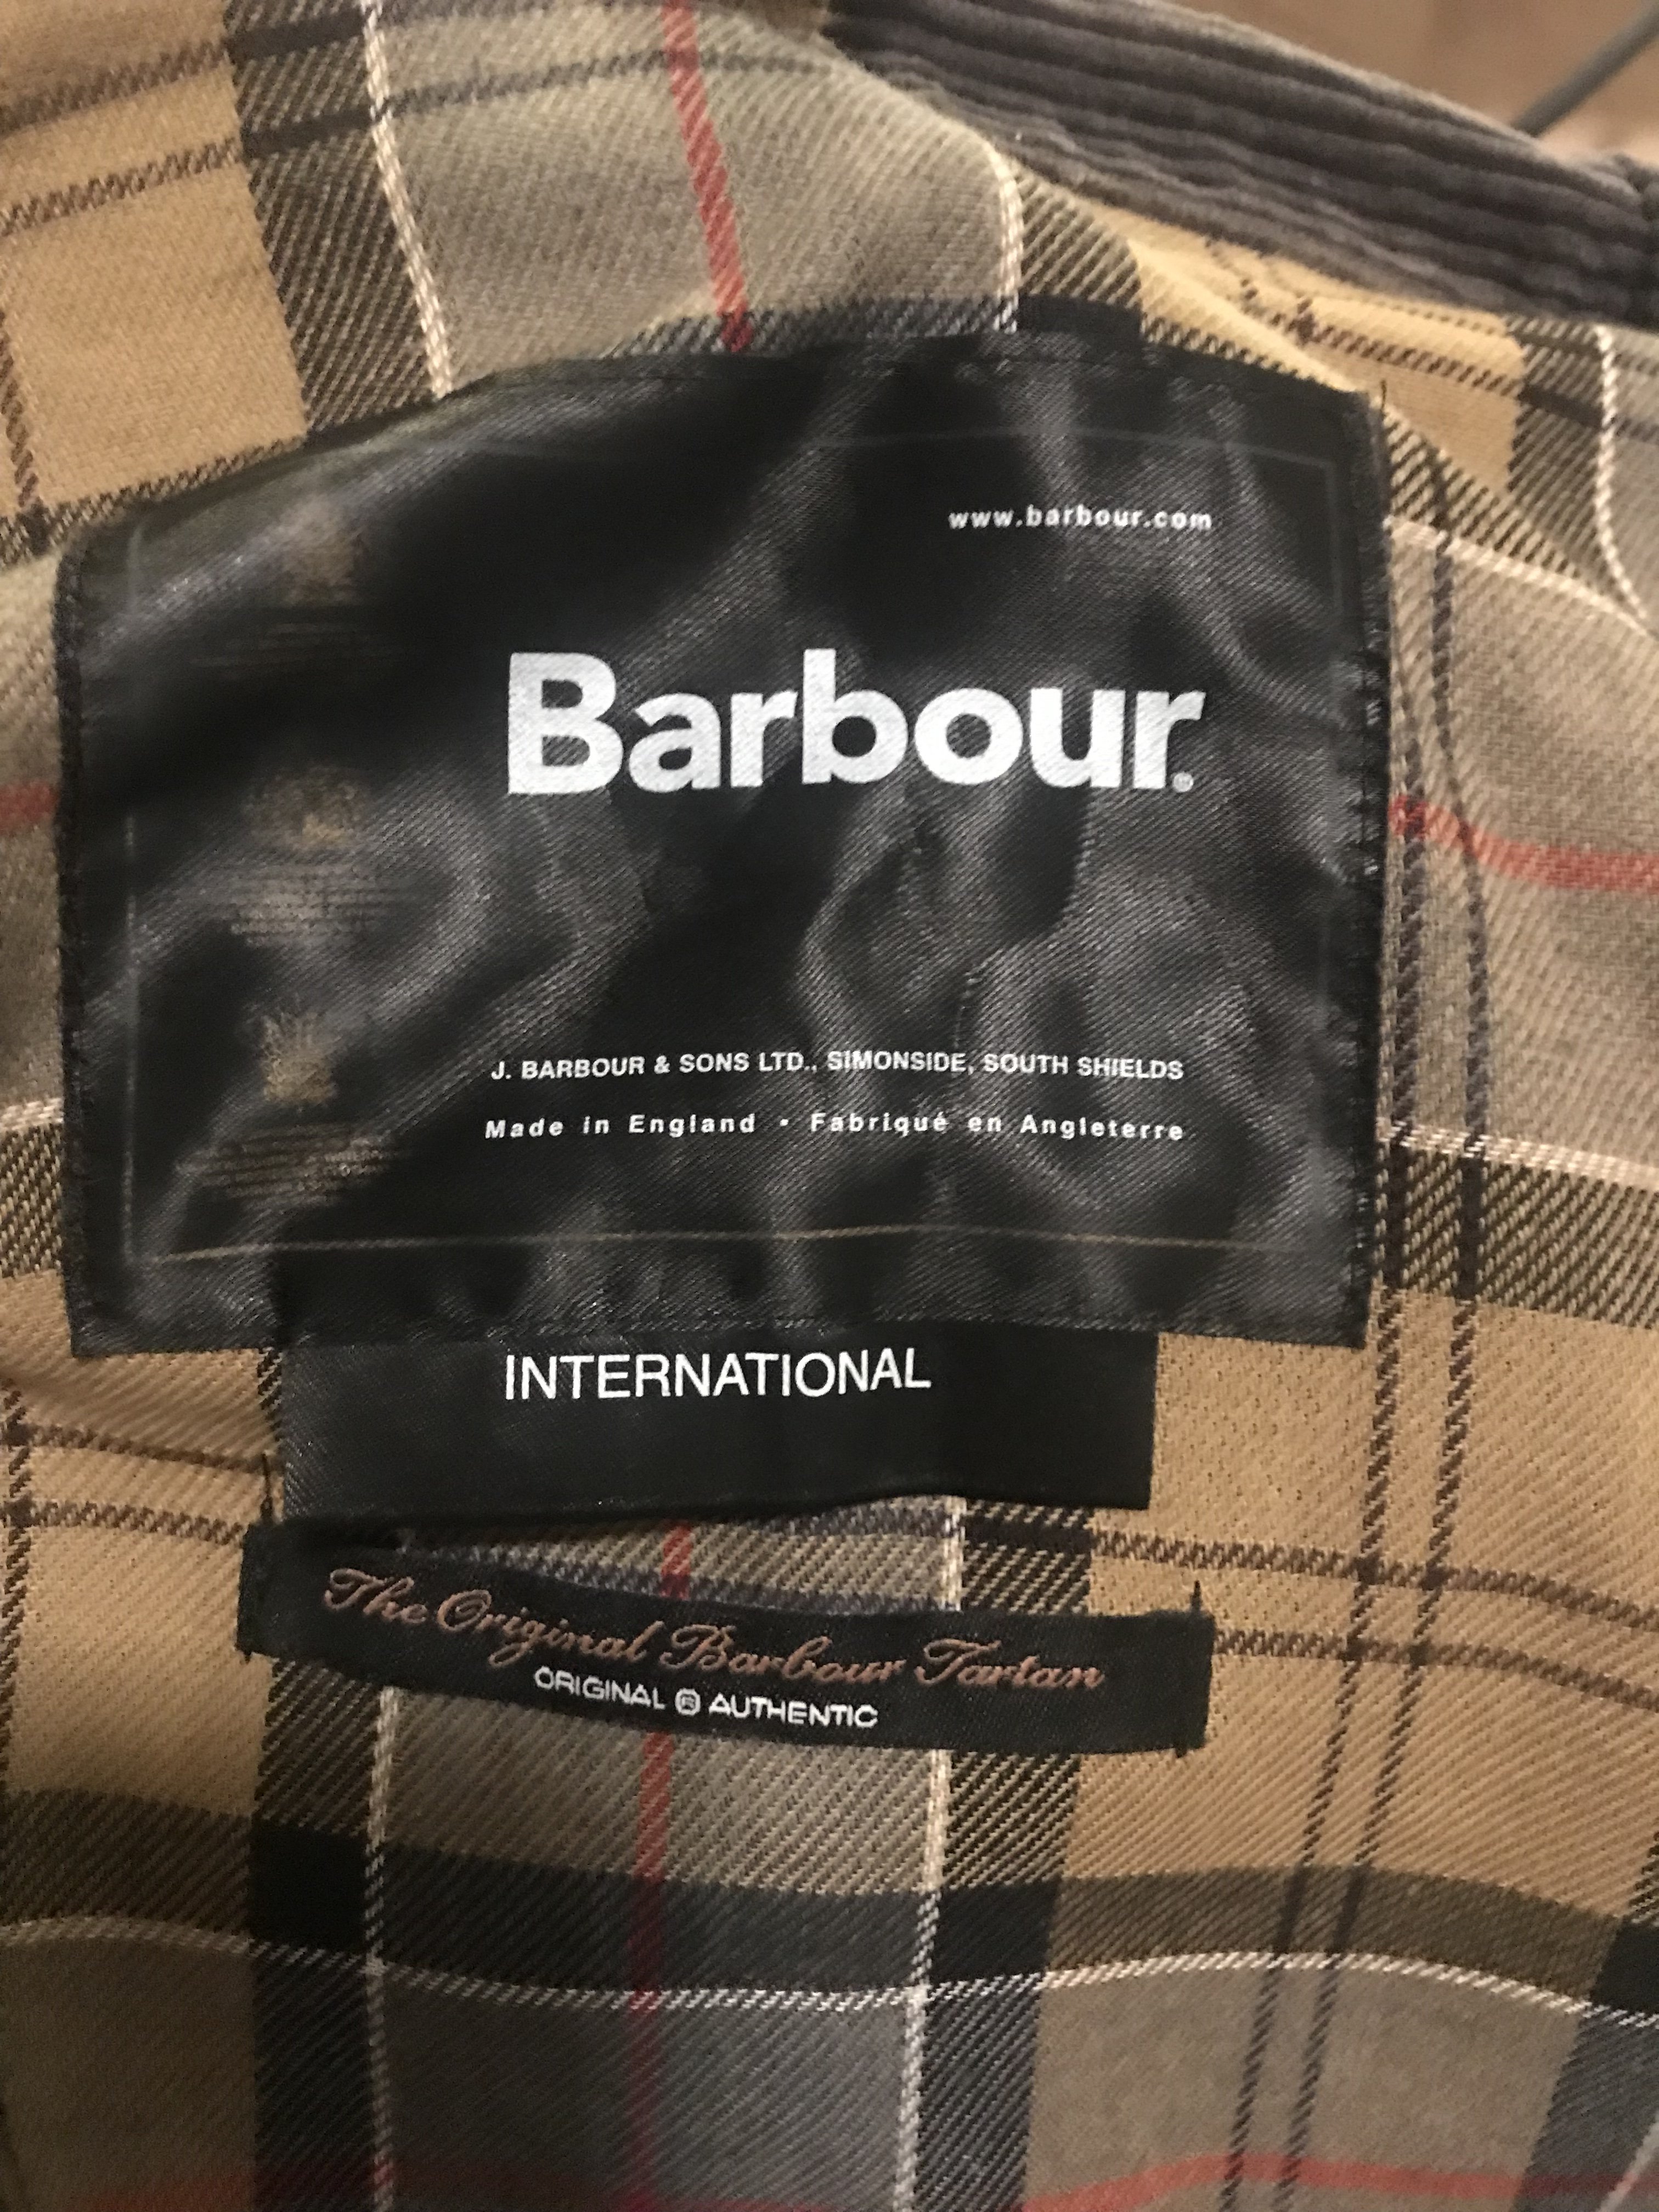 www.barbour.com
Barbour®
J. BARBOUR & SONS LTD., SIMONSIDE, SOUTH SHIELDS
Made in England • Fabriqué en Angleterre
INTERNATIONAL
The Original Barbour Tartan
ORIGINAL ® AUTHENTIC